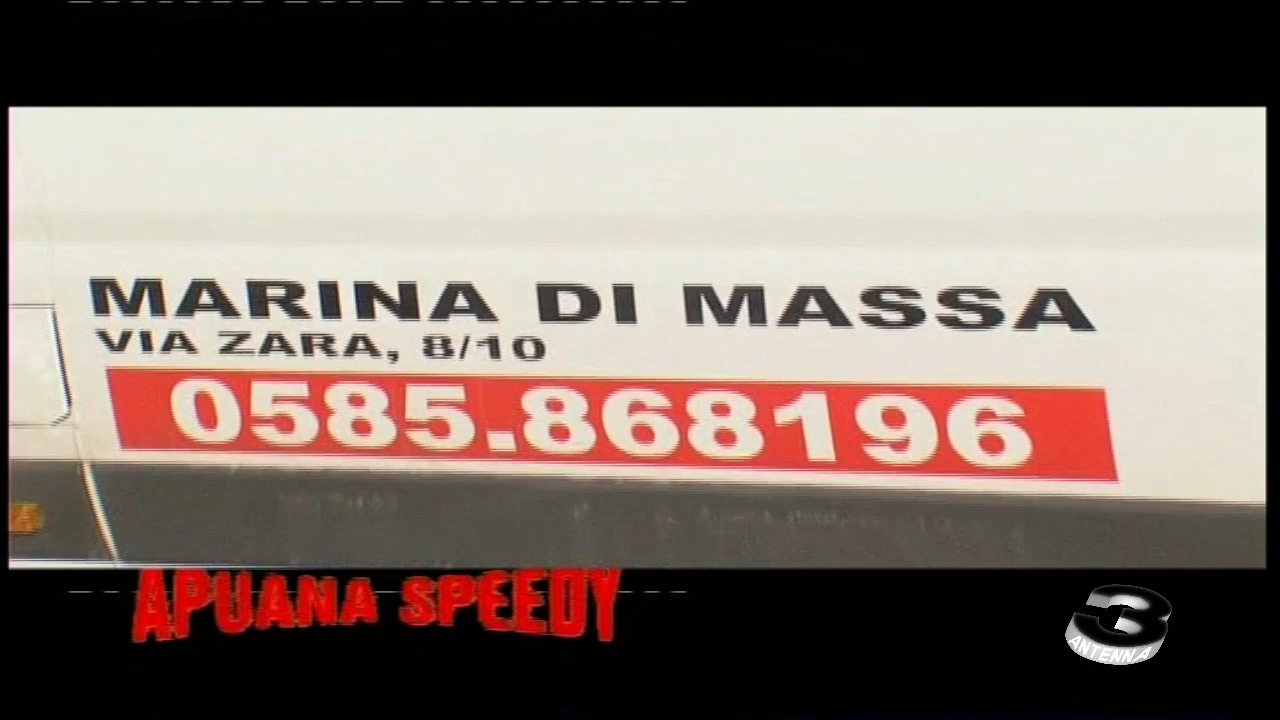 MARINA DI MASSA
VIA ZARA, 8/10
0585.868196
APUANA SPEEDY
3
ANTENNA